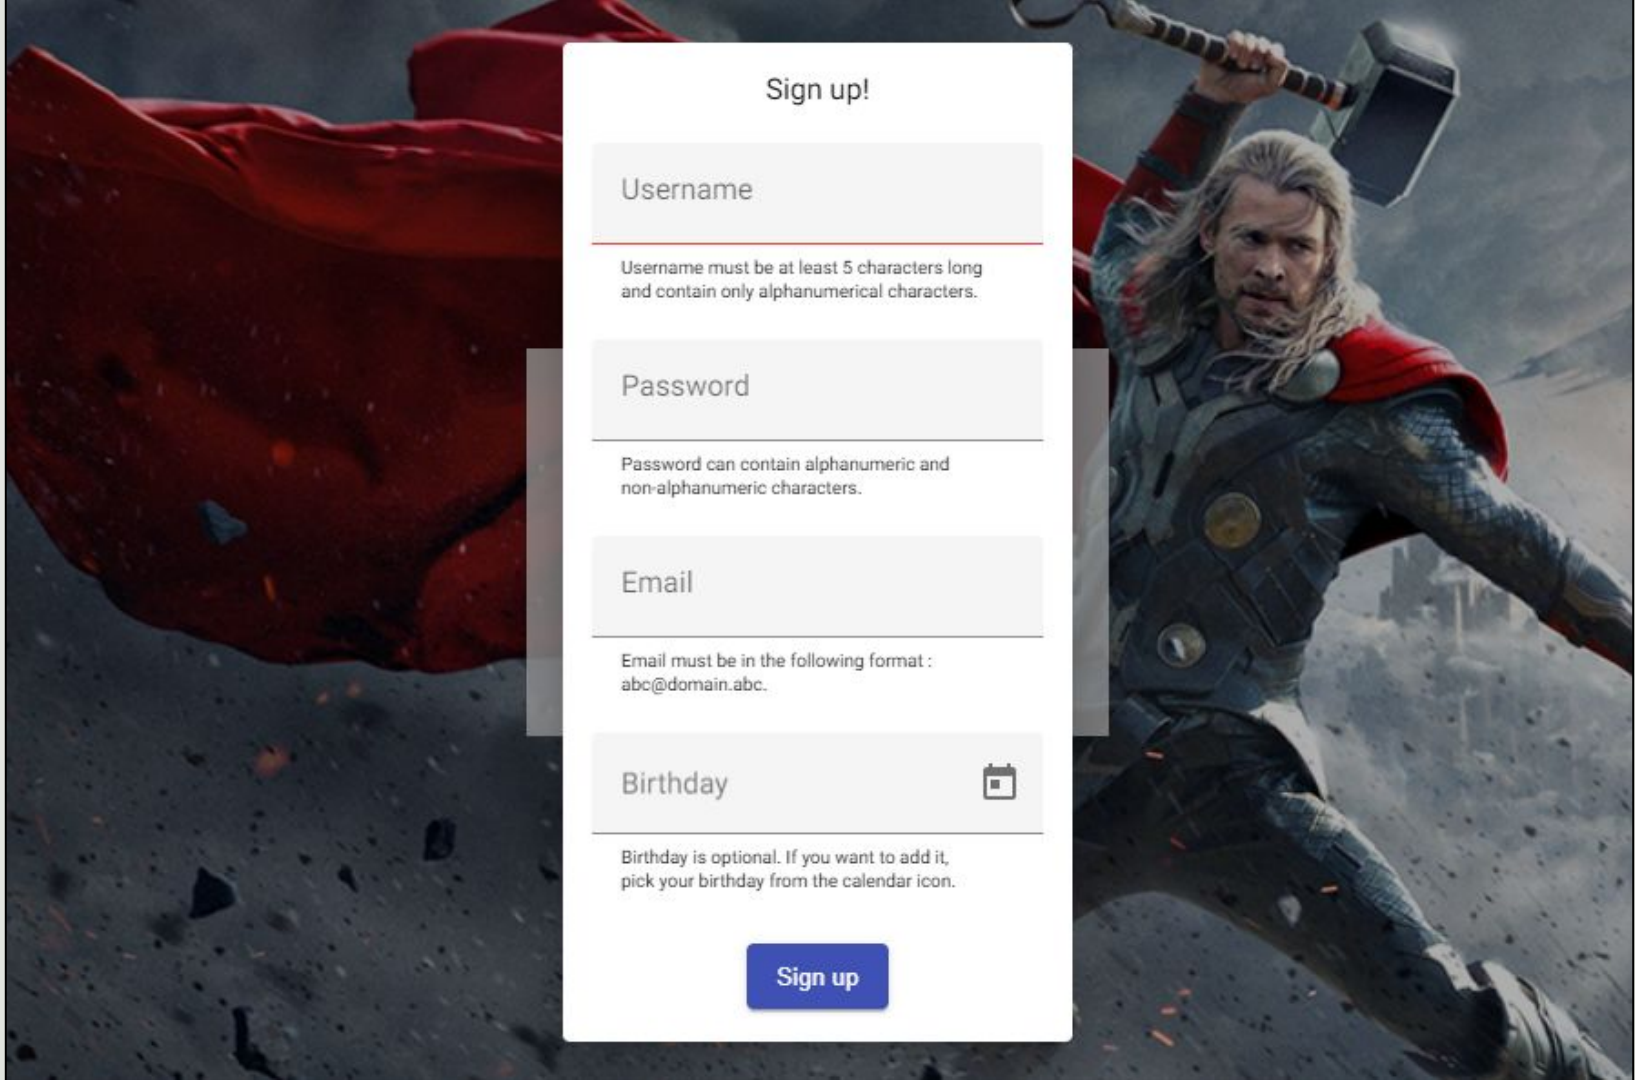 Sign up!
Username
Username must be at least 5 characters long
and contain only alphanumerical characters.
Password
Password can contain alphanumeric and
non-alphanumeric characters.
Email
Email must be in the following format :
abc@domain.abc.
Birthday
Birthday is optional. If you want to add it,
pick your birthday from the calendar icon.
Sign up